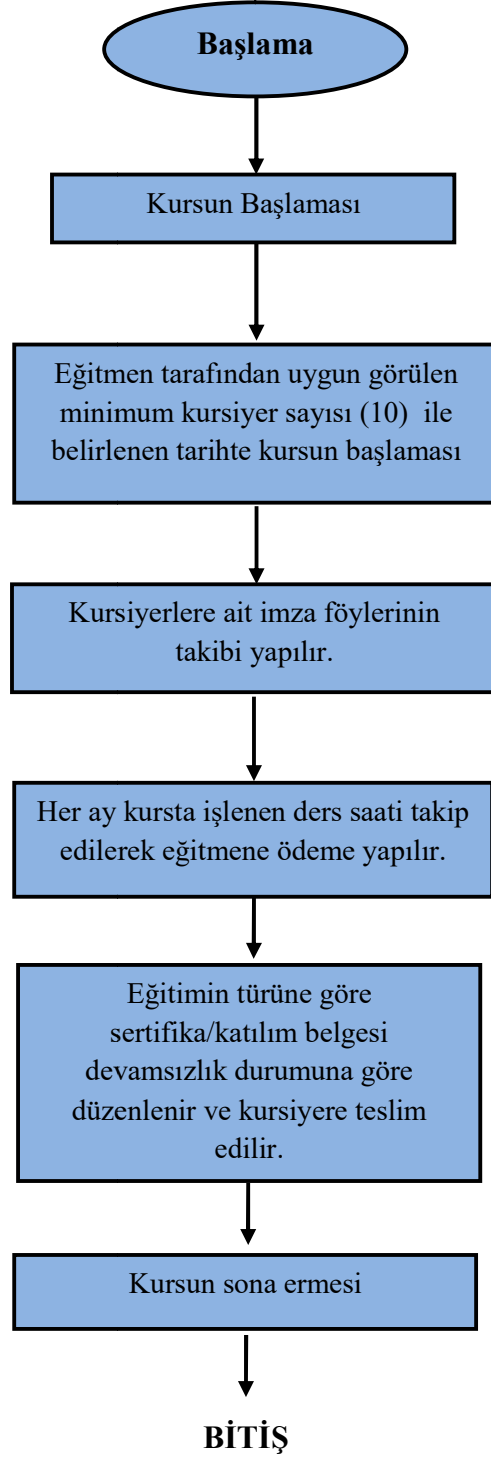 Başlama
Kursun Başlaması
Eğitmen tarafından uygun görülen
minimum kursiyer sayısı (10) ile
belirlenen tarihte kursun başlaması
Kursiyerlere ait imza föylerinin
takibi yapılır.
Her ay kursta işlenen ders saati takip
edilerek eğitmene ödeme yapılır.
Eğitimin türüne göre
sertifika/katılım belgesi
devamsızlık durumuna göre
düzenlenir ve kursiyere teslim
edilir.
Kursun sona ermesi
BİTİŞ